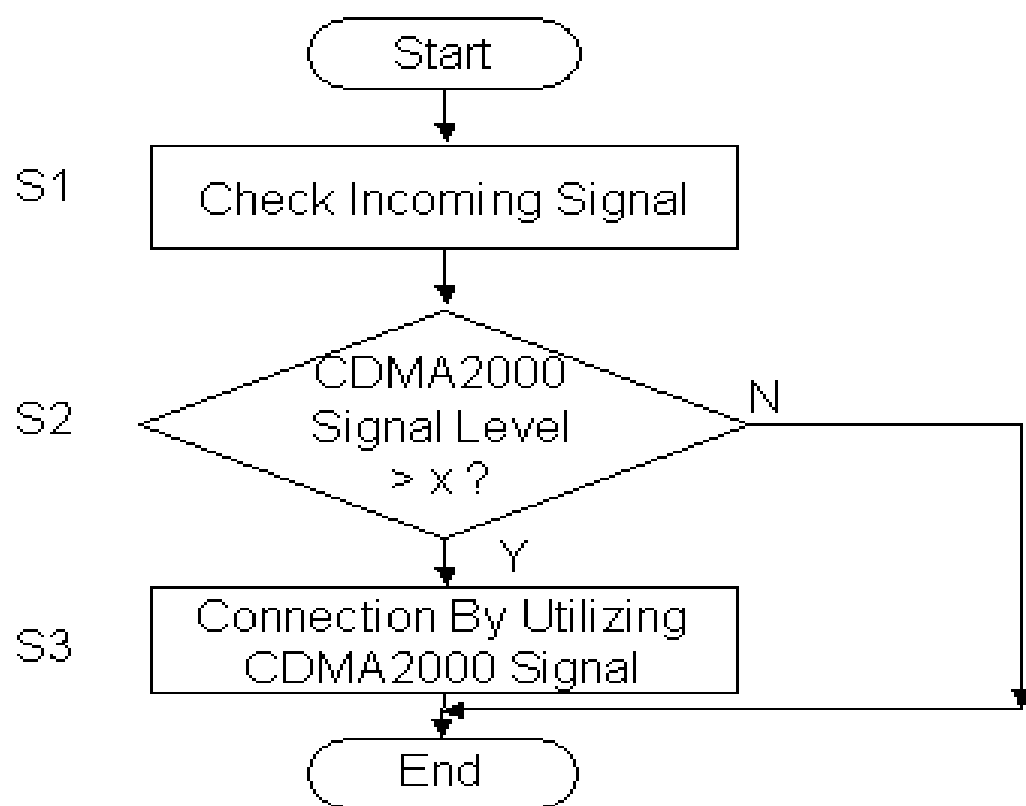 Start
S1
Check Incoming Signal
S2
CDMA2000
Signal Level
> x ?
N
Y
S3
Connection By Utilizing
CDMA2000 Signal
End